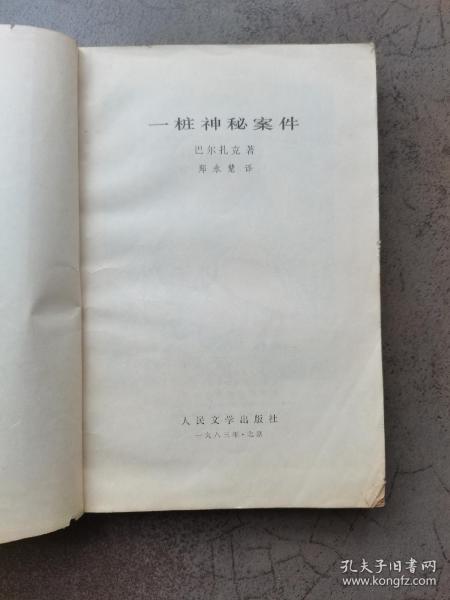 一桩神秘案件
巴尔扎克著
郑永慧译
人民文学出版社
一九八三年·北京
孔夫子旧书网
www.kongfz.com